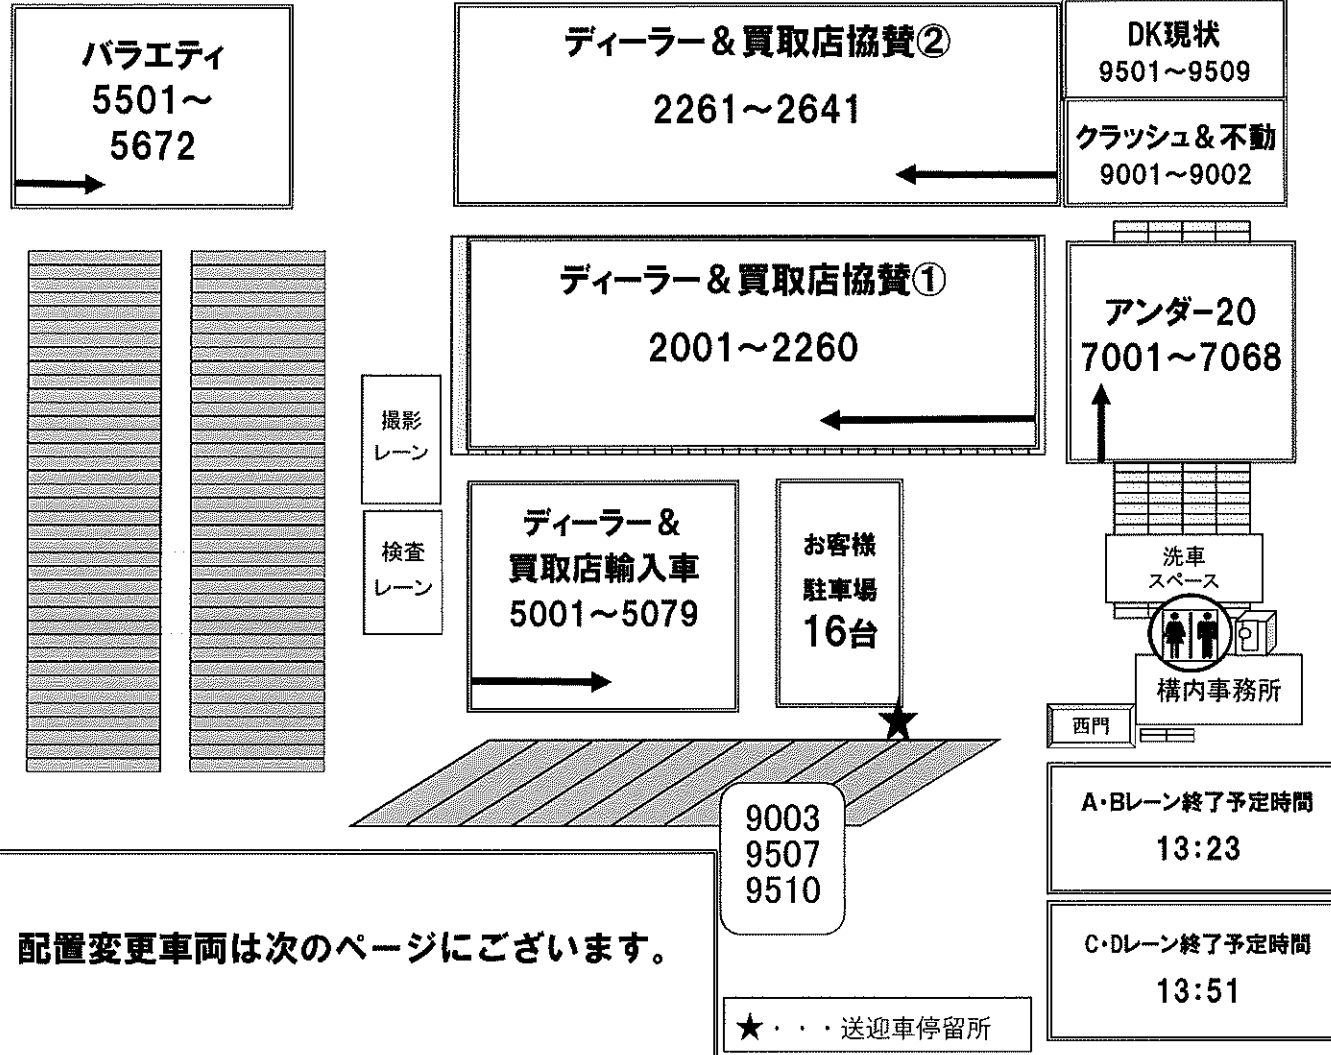 バラエティ
5501～
5672
ディーラー＆買取店協賛②
2261～2641
DK現状
9501～9509
クラッシュ＆不動
9001～9002
ディーラー＆買取店協賛①
2001～2260
アンダー20
7001～7068
撮影
レーン
検査
レーン
ディーラー＆
買取店輸入車
5001～5079
お客様
駐車場
16台
洗車
スペース
構内事務所
西門
A・Bレーン終了予定時間
13：23
C・Dレーン終了予定時間
13：51
9003
9507
9510
配置変更車両は次のページにございます。
★・・・送迎車停留所